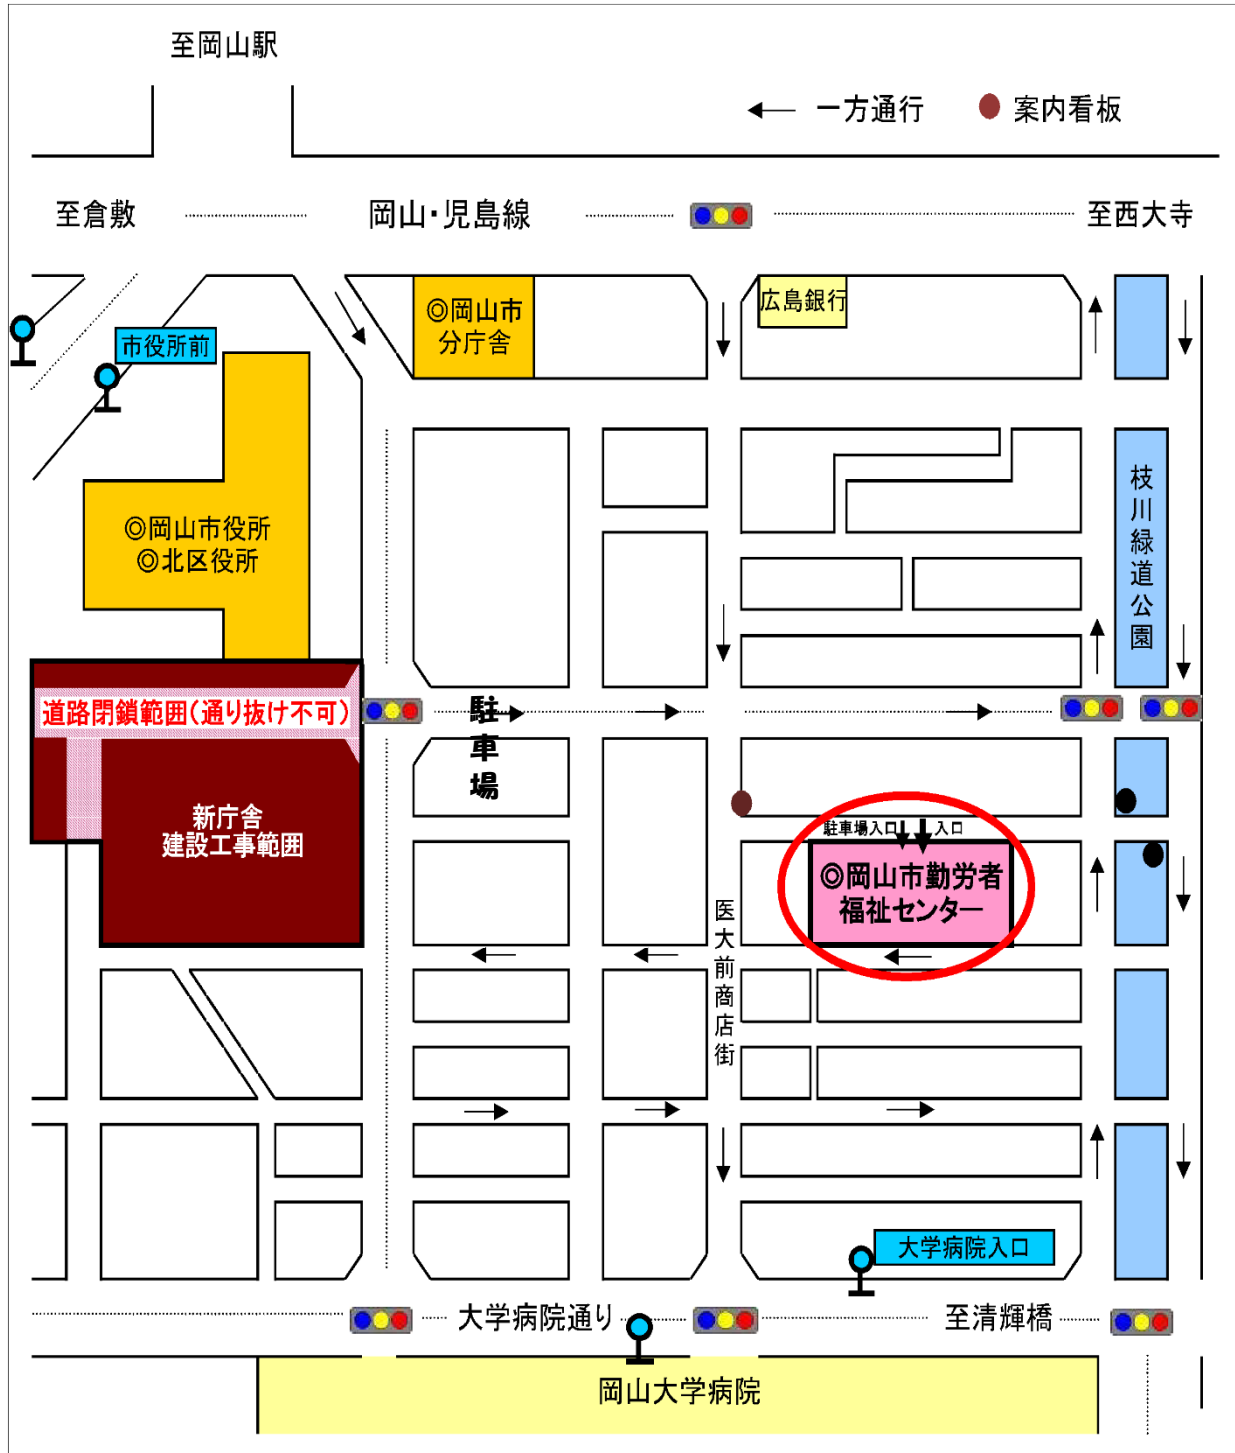 至岡山駅
一方通行
案内看板
至倉敷
岡山・児島線
至西大寺
◎岡山市
分庁舎
広島銀行
市役所前
◎岡山市役所
◎北区役所
枝川緑道公園
道路閉鎖範囲(通り抜け不可)
駐車場
新庁舎
建設工事範囲
駐車場入口
入口
◎岡山市勤労者
福祉センター
医大前商店街
大学病院入口
大学病院通り
至清輝橋
岡山大学病院